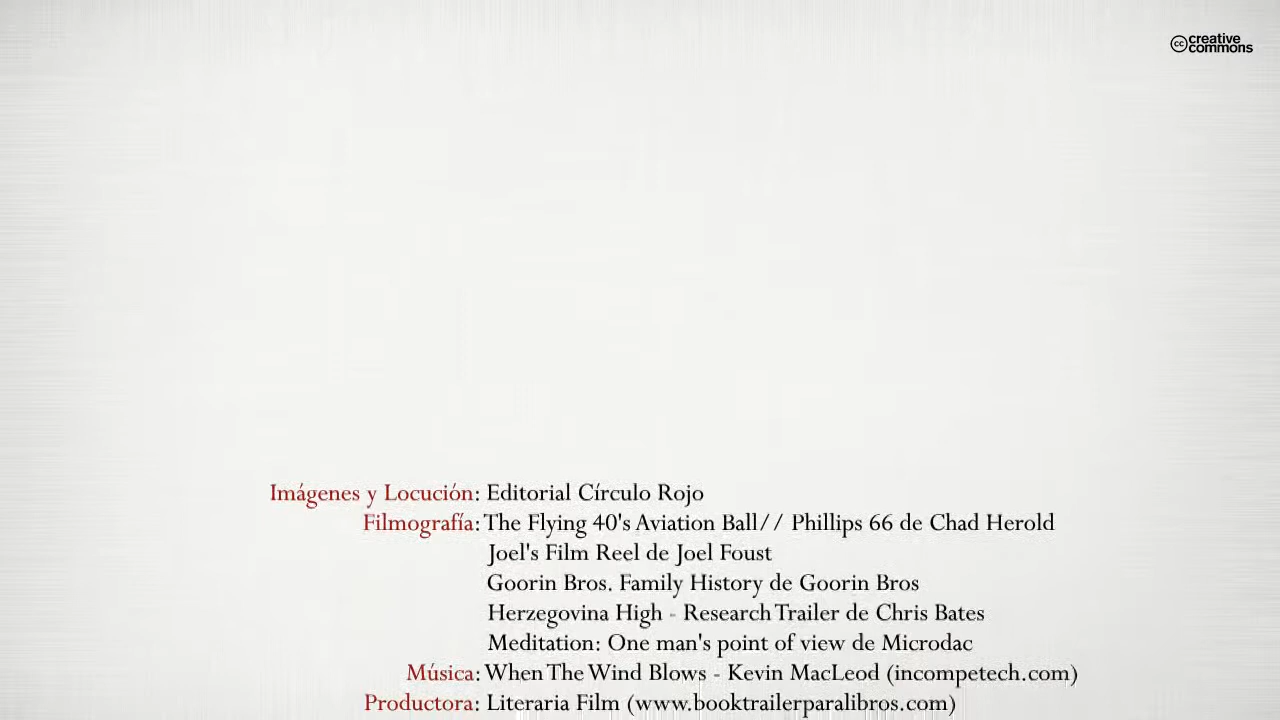 cc creative
commons
Imágenes y Locución: Editorial Círculo Rojo
Filmografía: The Flying 40's Aviation Ball// Phillips 66 de Chad Herold
Joel's Film Reel de Joel Foust
Goorin Bros. Family History de Goorin Bros
Herzegovina High - Research Trailer de Chris Bates
Meditation: One man's point of view de Microdac
Música: When The Wind Blows - Kevin MacLeod (incompetech.com)
Productora: Literaria Film (www.booktrailerparalibros.com)